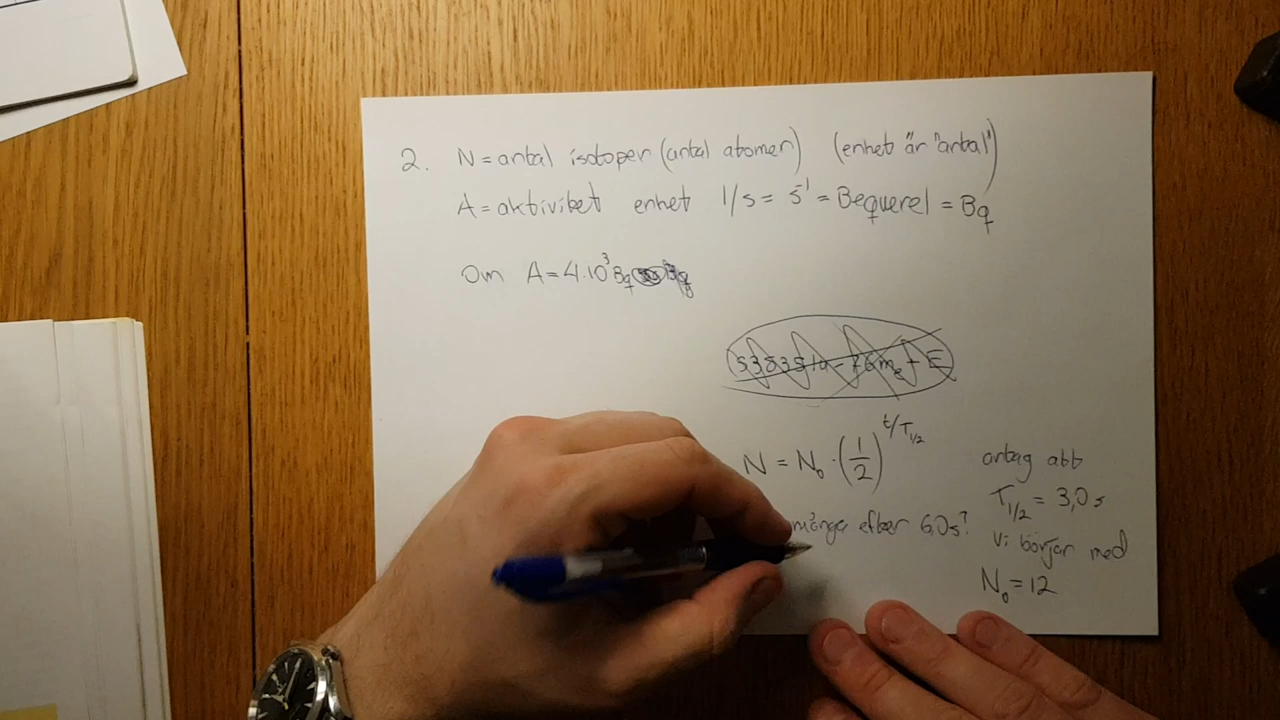 2. N = antal isotoper (antal atomer) (enhet är "antal")
A = aktivitet enhet 1/s = s⁻¹ = Bequerel = Bq
Om A = 4·10³ Bq
N = N₀ · (1/2)^(t/T₁/₂)
antag att
T₁/₂ = 3,0 s
många efter 6,0s?
Vi börjar med
N₀ = 12